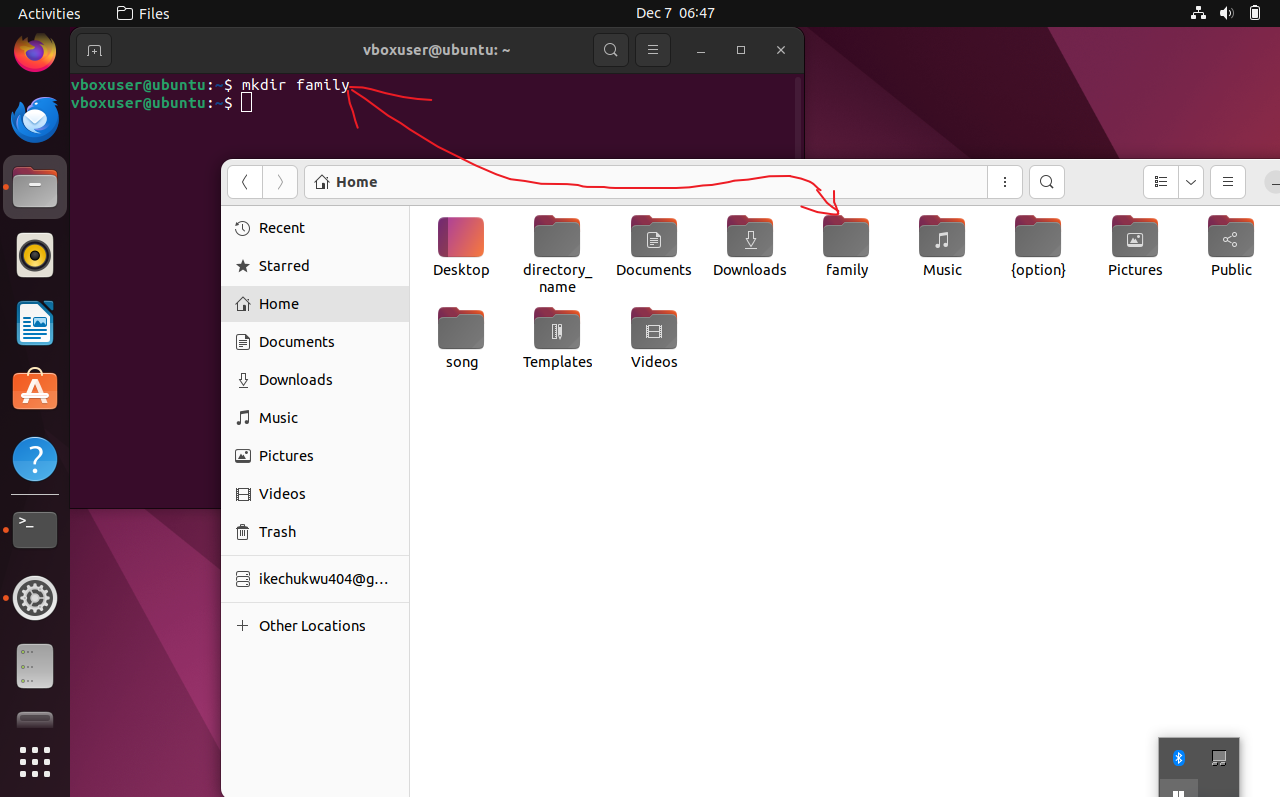 Activities
Files
Dec 7 06:47
vboxuser@ubuntu: ~
vboxuser@ubuntu:~$ mkdir family
vboxuser@ubuntu:~$
Home
Recent
Starred
Home
Documents
Downloads
Music
Pictures
Videos
Trash
ikechukwu404@g…
Other Locations
Desktop
directory_
name
Documents
Downloads
family
Music
{option}
Pictures
Public
song
Templates
Videos